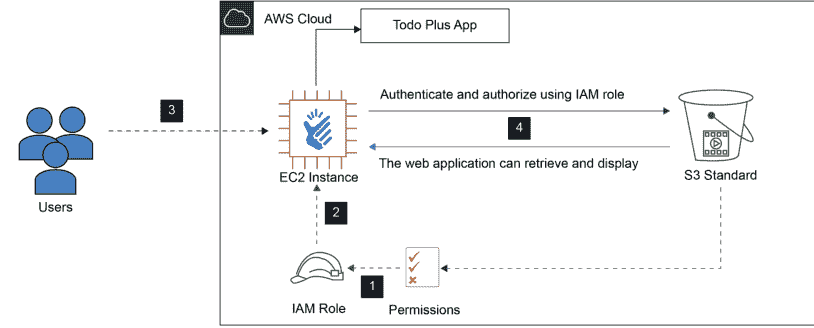 AWS Cloud
Todo Plus App
3
Authenticate and authorize using IAM role
4
The web application can retrieve and display
EC2 Instance
S3 Standard
Users
2
1
IAM Role
Permissions